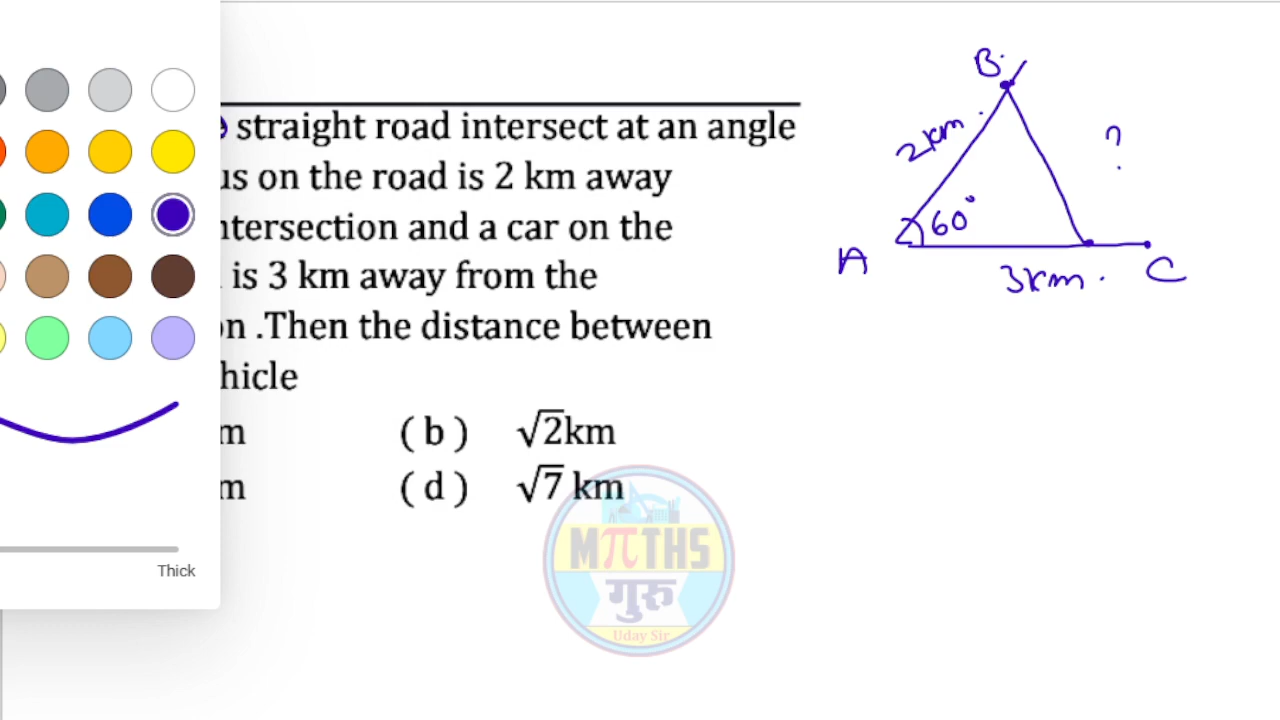 straight road intersect at an angle
us on the road is 2 km away
ntersection and a car on the
is 3 km away from the
on .Then the distance between
hicle
m (b) √2km
m (d) √7 km
B
2km
?
60°
A
3km
C
Thick
MπTHS
गुरु
Uday Sir